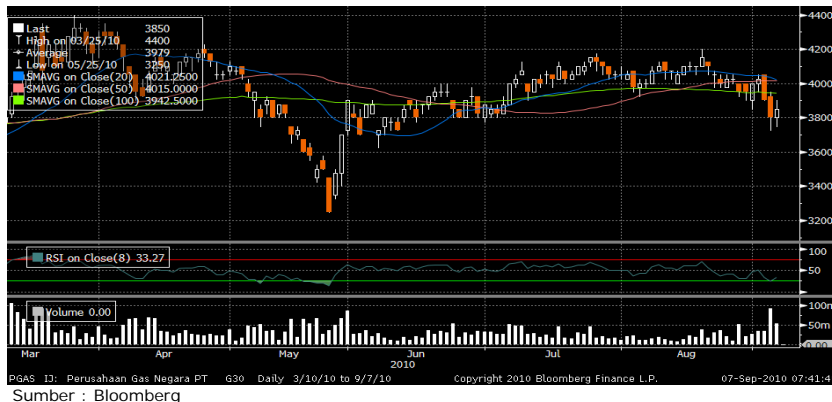 Last 3850
High on 03/25/10 4400
Average 3979
Low on 05/25/10 3250
SMAVG on Close(20) 4021.2500
SMAVG on Close(50) 4015.0000
SMAVG on Close(100) 3942.5000
4400
4200
4000
3800
3600
3400
3200
RSI on Close(8) 33.27
100
50
Volume 0.00
100m
50m
0.00
Mar Apr May Jun Jul Aug
2010
PGAS IJ: Perusahaan Gas Negara PT G30 Daily 3/10/10 to 9/7/10 Copyright 2010 Bloomberg Finance L.P. 07-Sep-2010 07:41:4
Sumber : Bloomberg